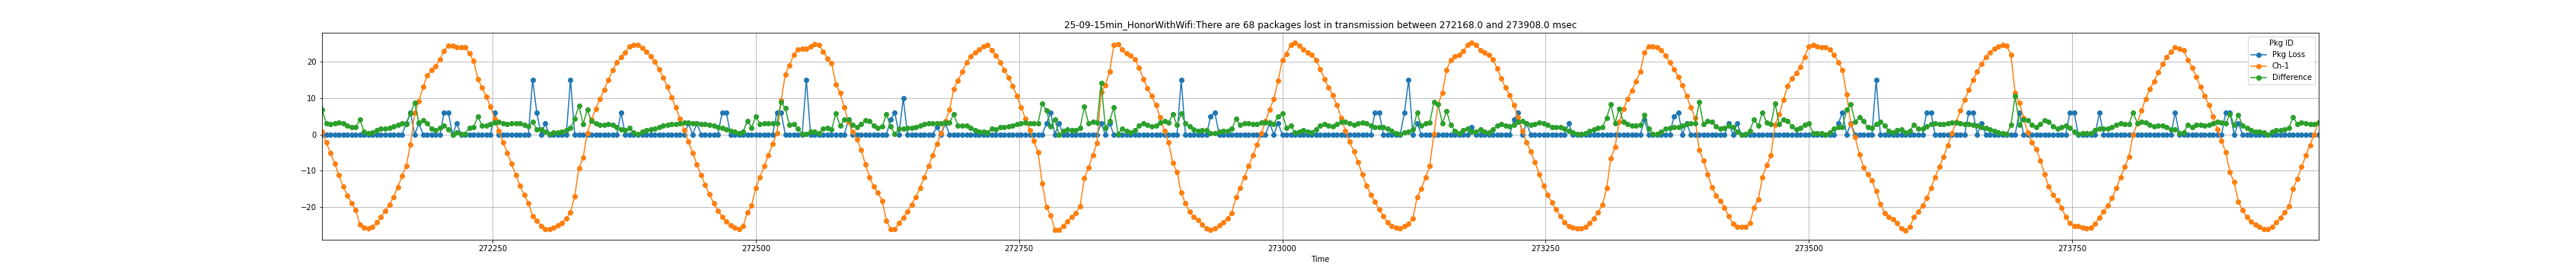 25-09-15min_HonorWithWifi:There are 68 packages lost in transmission between 272168.0 and 273908.0 msec
Pkg ID
Pkg Loss
Ch-1
Difference
20
10
0
−10
−20
272250 272500 272750 273000 273250 273500 273750
Time